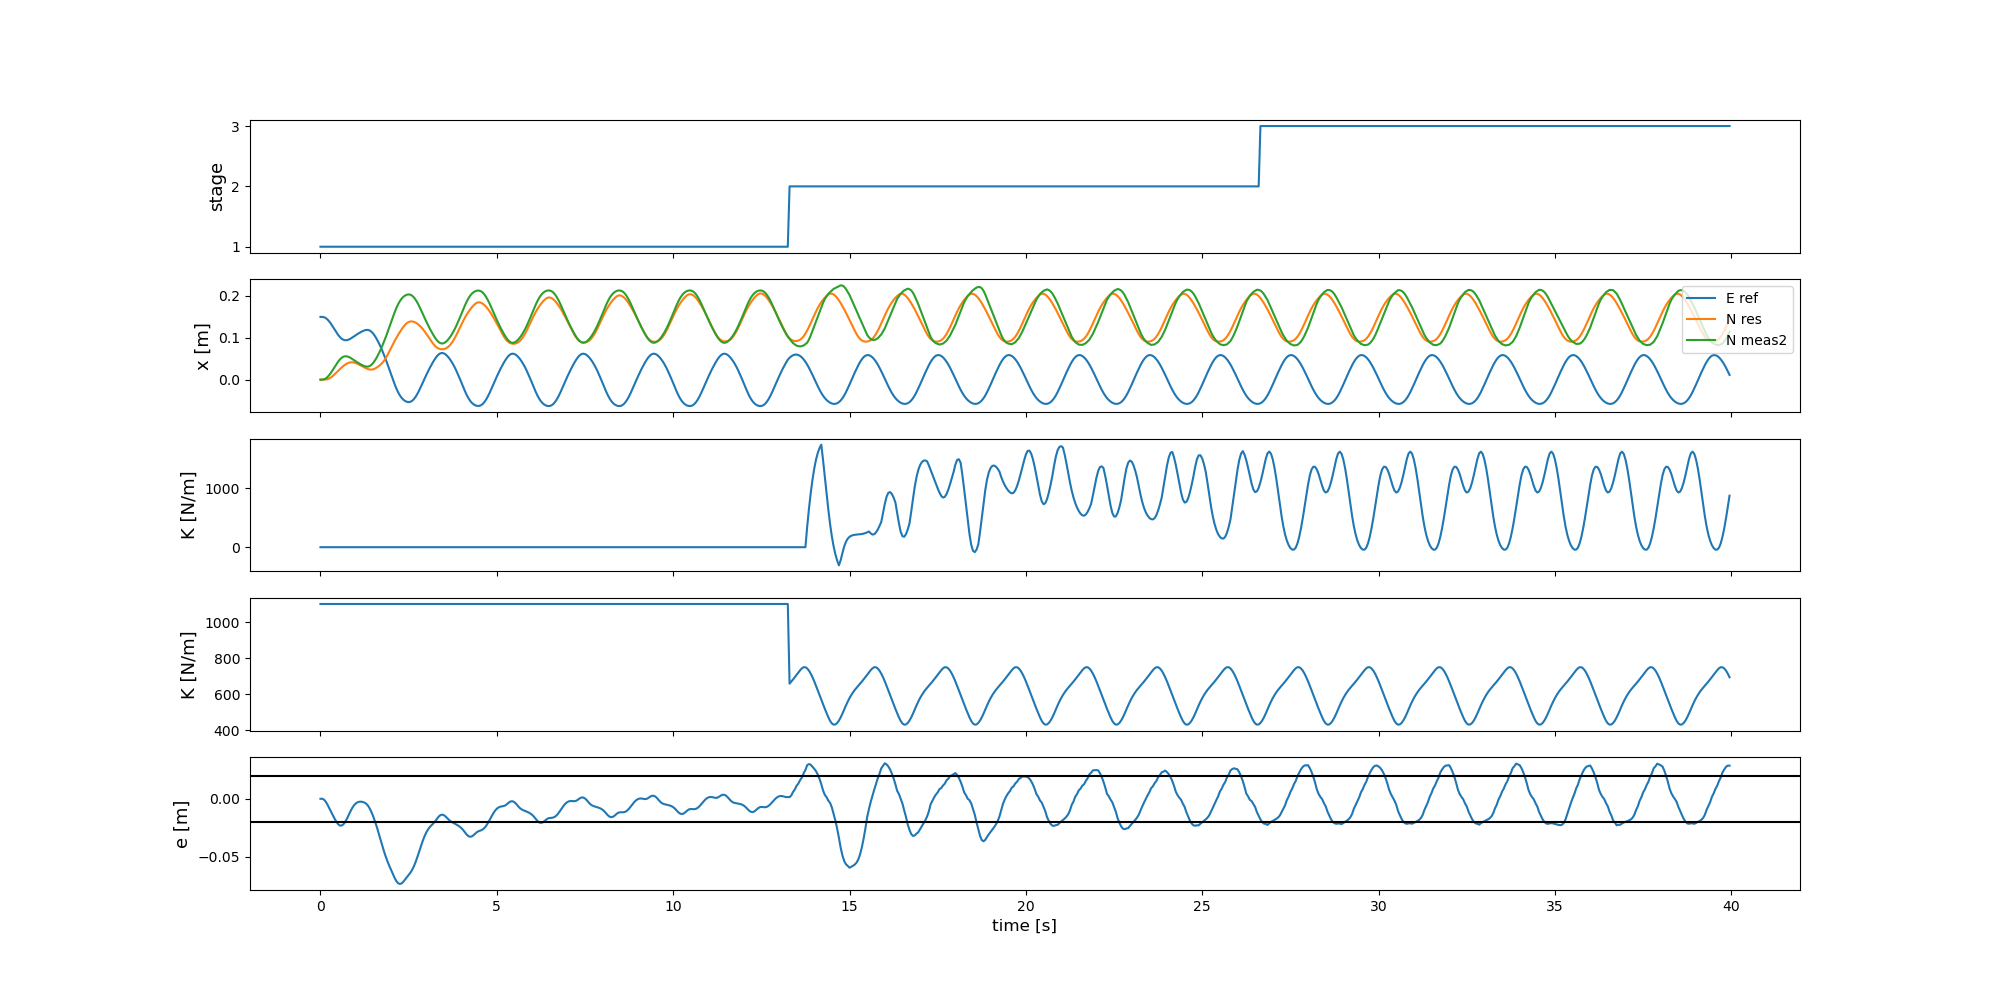 3
2
1
stage
0.2
0.1
0.0
x [m]
E ref
N res
N meas2
1000
0
K [N/m]
1000
800
600
400
K [N/m]
0.00
−0.05
e [m]
0 5 10 15 20 25 30 35 40
time [s]